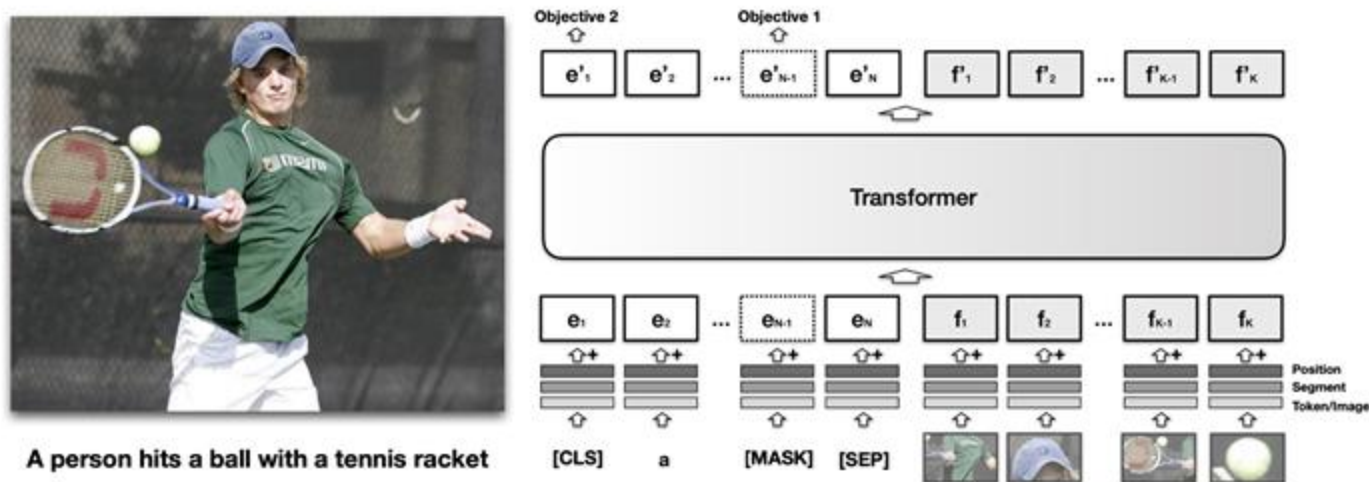 Objective 2
Objective 1
e'1
e'2
...
e'N-1
e'N
f'1
f'2
...
f'K-1
f'K
Transformer
e1
e2
...
eN-1
eN
f1
f2
...
fK-1
fK
+ + + + + + + +
Position
Segment
Token/Image
[CLS]
a
[MASK]
[SEP]
A person hits a ball with a tennis racket